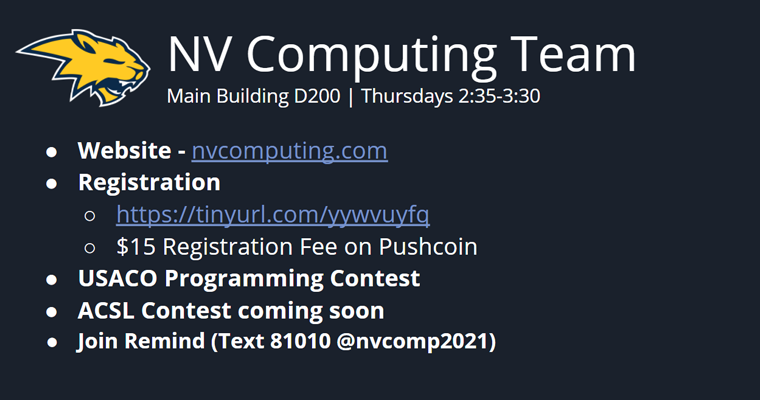 NV Computing Team
Main Building D200 | Thursdays 2:35-3:30
● Website - nvcomputing.com
● Registration
○ https://tinyurl.com/yywvuyfq
○ $15 Registration Fee on Pushcoin
● USACO Programming Contest
● ACSL Contest coming soon
● Join Remind (Text 81010 @nvcomp2021)